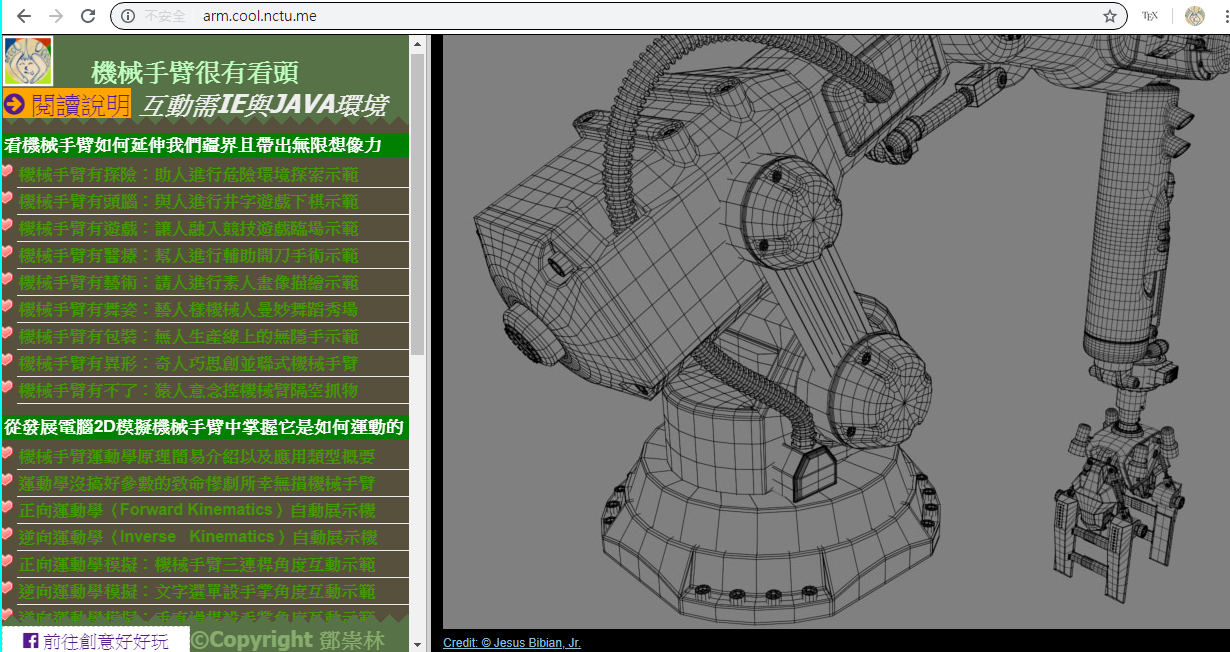 不安全 arm.cool.nctu.me TEX
機械手臂很有看頭
閱讀說明 互動需IE與JAVA環境
看機械手臂如何延伸我們疆界且帶出無限想像力
機械手臂有探險：助人進行危險環境探索示範
機械手臂有頭腦：與人進行井字遊戲下棋示範
機械手臂有遊戲：讓人融入競技遊戲臨場示範
機械手臂有醫療：幫人進行輔助開刀手術示範
機械手臂有藝術：請人進行素人畫像描繪示範
機械手臂有舞姿：藝人樣機械人曼妙舞蹈秀場
機械手臂有包裝：無人生產線上的無隱手示範
機械手臂有異形：奇人巧思創並聯式機械手臂
機械手臂有不了：猿人意念控機械臂隔空抓物
從發展電腦2D模擬機械手臂中掌握它是如何運動的
機械手臂運動學原理簡易介紹以及應用類型概要
運動學沒搞好參數的致命慘劇所幸無損機械手臂
正向運動學（Forward Kinematics）自動展示機
逆向運動學（Inverse Kinematics）自動展示機
正向運動學模擬：機械手臂三連桿角度互動示範
逆向運動學模擬：文字選單設手掌角度互動示範
前往創意好好玩 ©Copyright 鄧崇林
Credit: © Jesus Bibian, Jr.